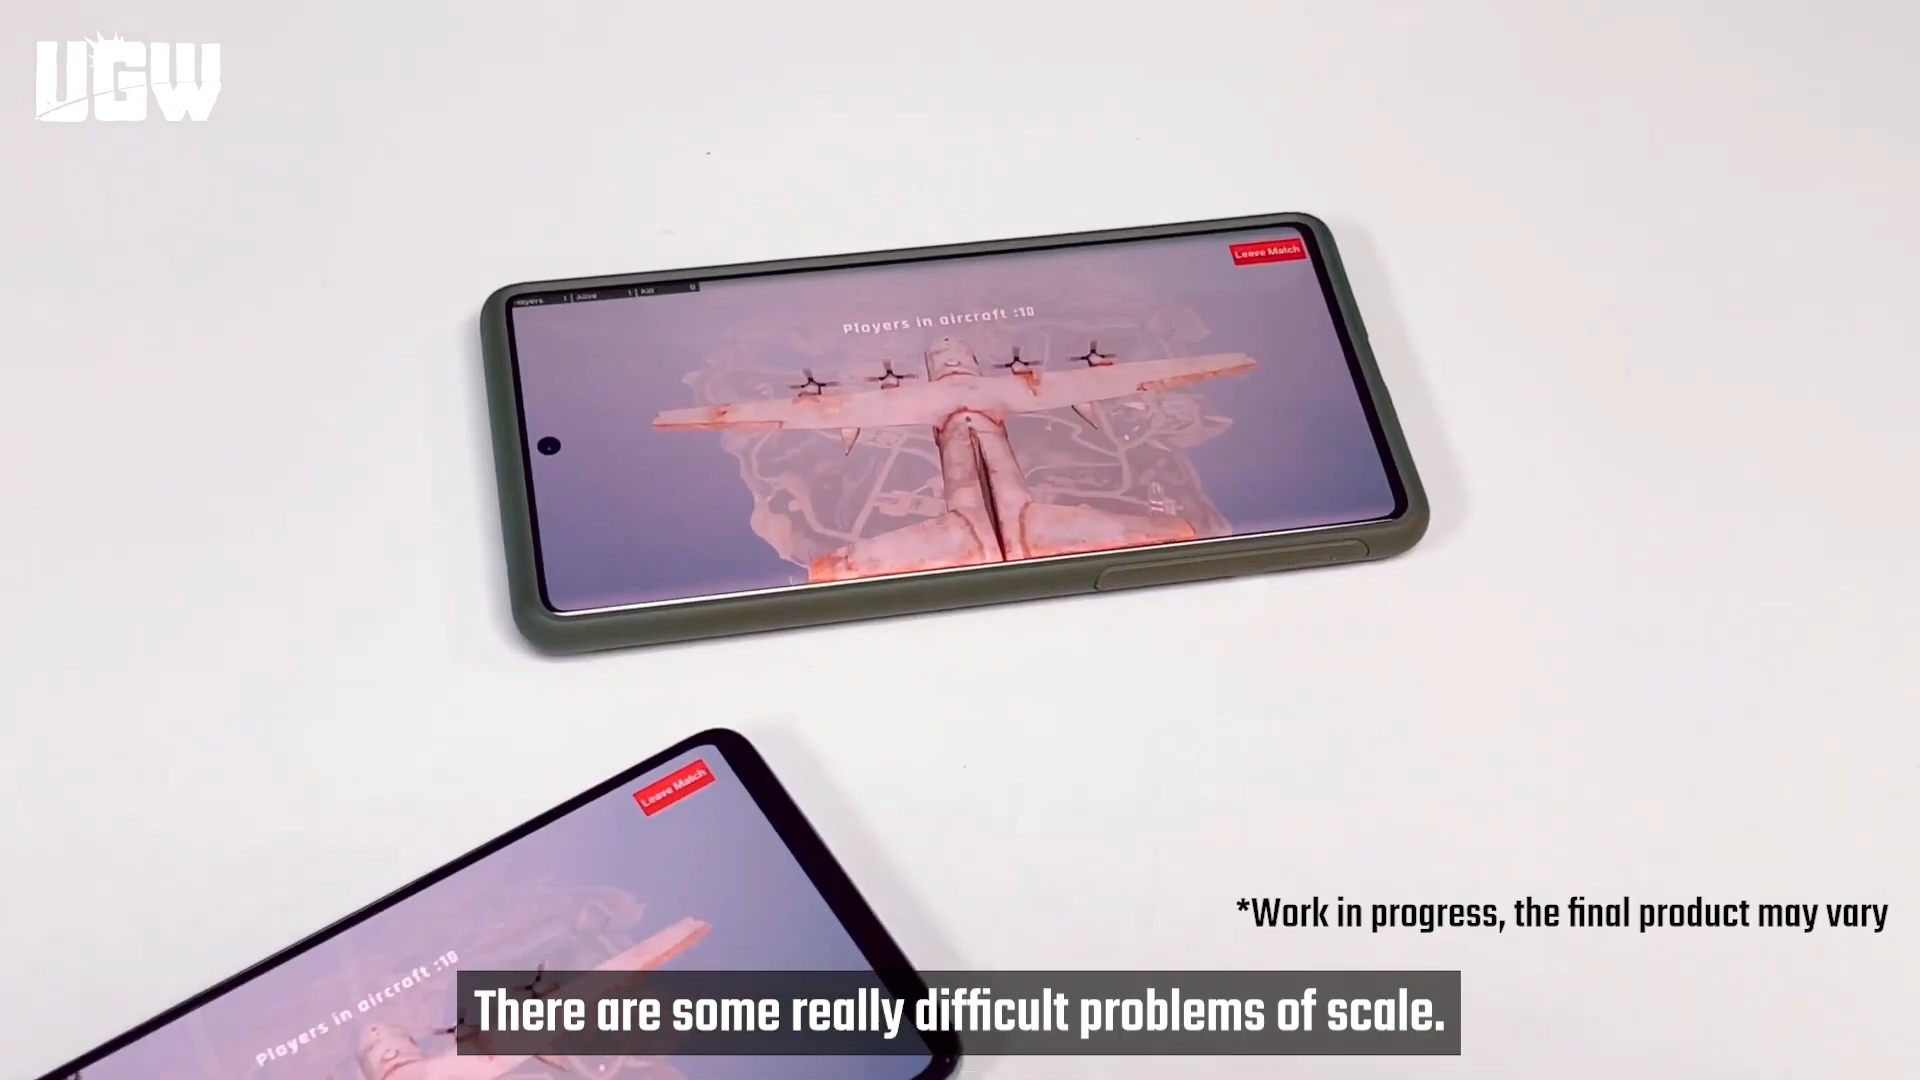 UGW
Leave Match
Players in aircraft :10
Leave Match
Players in aircraft :10
*Work in progress, the final product may vary
There are some really difficult problems of scale.